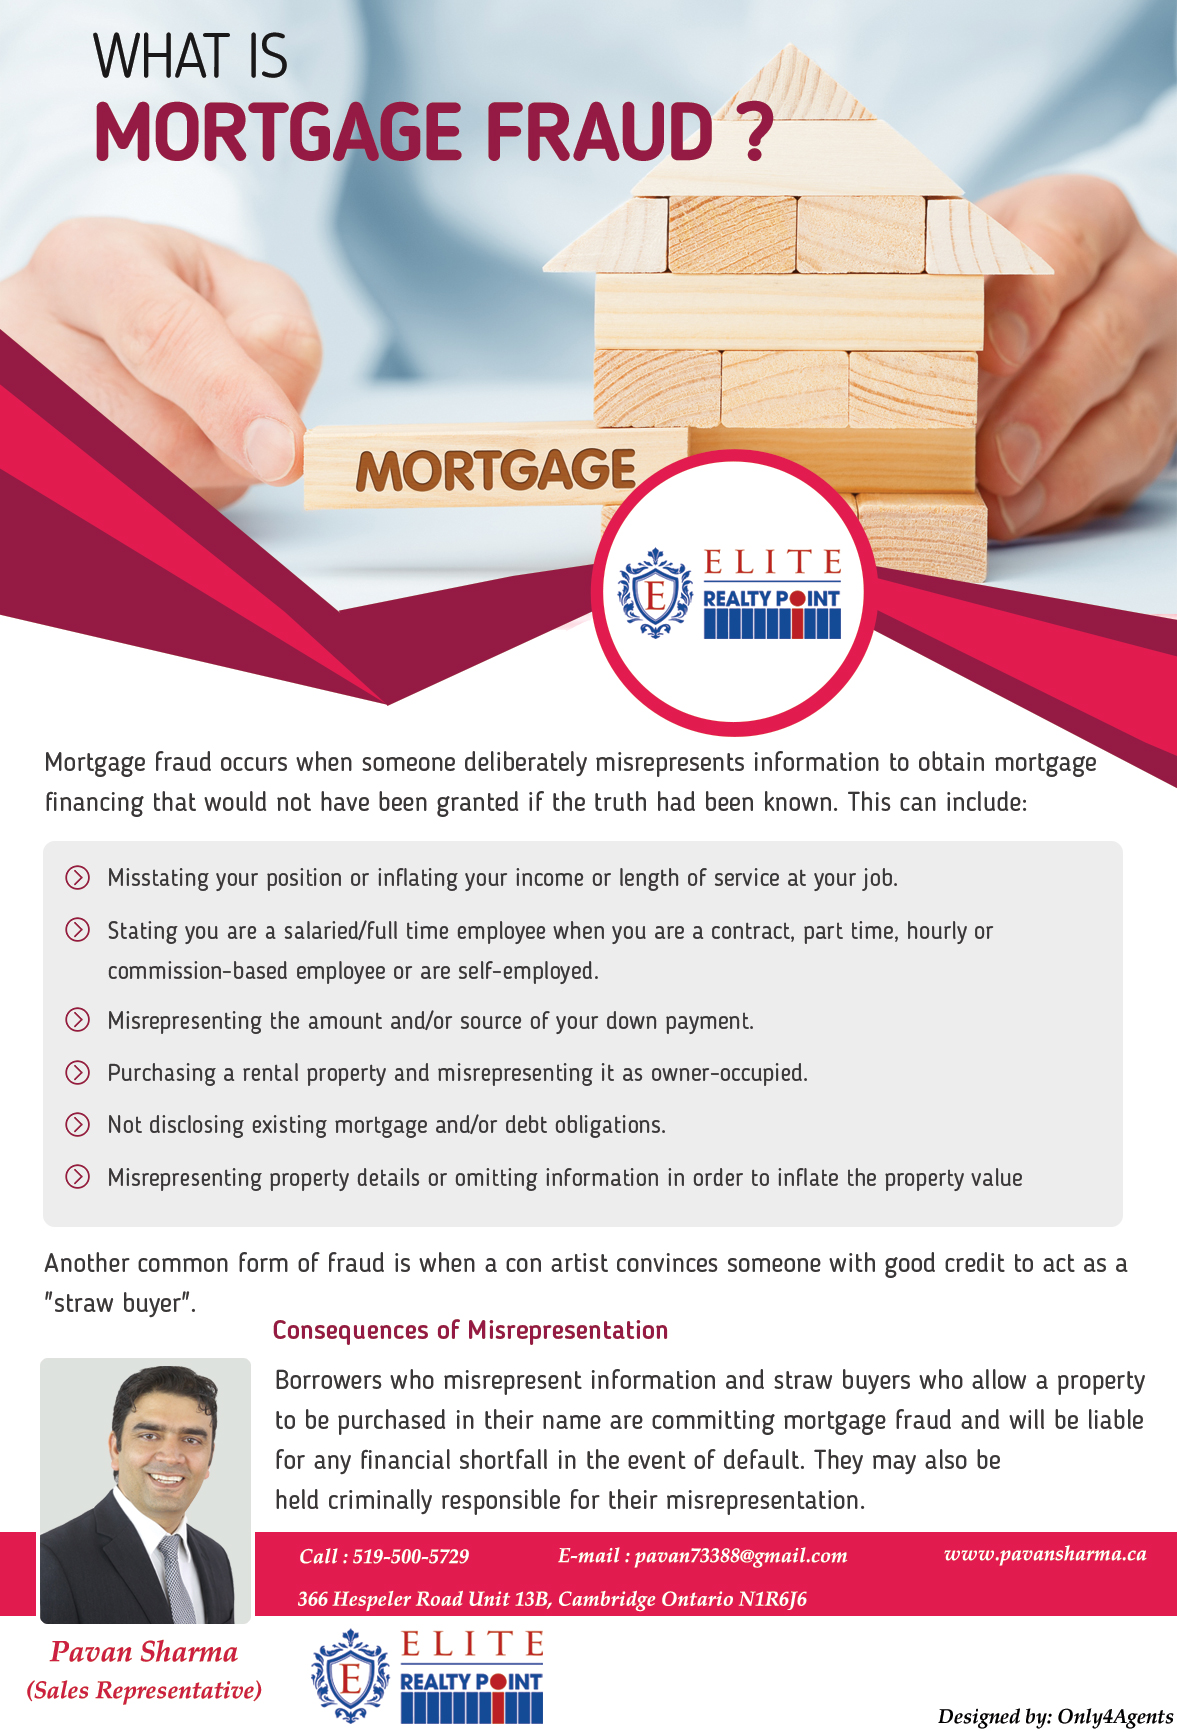 WHAT IS
MORTGAGE FRAUD ?
MORTGAGE
E
ELITE
REALTY POINT
Mortgage fraud occurs when someone deliberately misrepresents information to obtain mortgage
financing that would not have been granted if the truth had been known. This can include:
Misstating your position or inflating your income or length of service at your job.
Stating you are a salaried/full time employee when you are a contract, part time, hourly or
commission-based employee or are self-employed.
Misrepresenting the amount and/or source of your down payment.
Purchasing a rental property and misrepresenting it as owner-occupied.
Not disclosing existing mortgage and/or debt obligations.
Misrepresenting property details or omitting information in order to inflate the property value
Another common form of fraud is when a con artist convinces someone with good credit to act as a
"straw buyer".
Consequences of Misrepresentation
Borrowers who misrepresent information and straw buyers who allow a property
to be purchased in their name are committing mortgage fraud and will be liable
for any financial shortfall in the event of default. They may also be
held criminally responsible for their misrepresentation.
Call : 519-500-5729 E-mail : pavan73388@gmail.com www.pavansharma.ca
366 Hespeler Road Unit 13B, Cambridge Ontario N1R6J6
Pavan Sharma
(Sales Representative)
E
ELITE
REALTY POINT
Designed by: Only4Agents